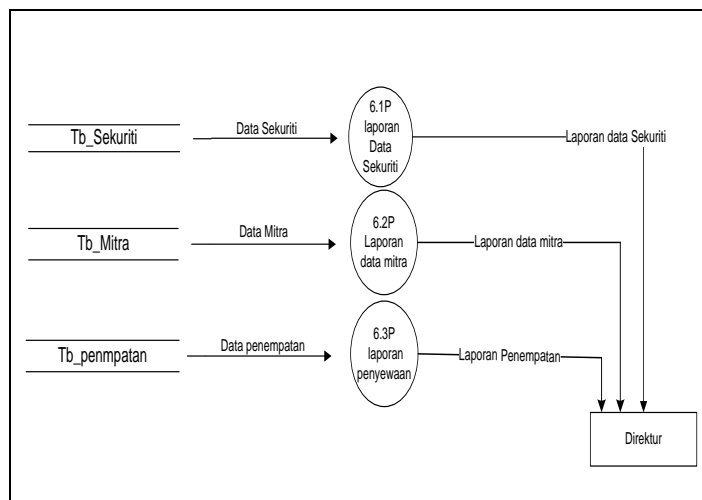 Tb_Sekuriti
Data Sekuriti
6.1P
laporan
Data
Sekuriti
Laporan data Sekuriti
Tb_Mitra
Data Mitra
6.2P
Laporan
data mitra
Laporan data mitra
Tb_penmpatan
Data penempatan
6.3P
laporan
penyewaan
Laporan Penempatan
Direktur